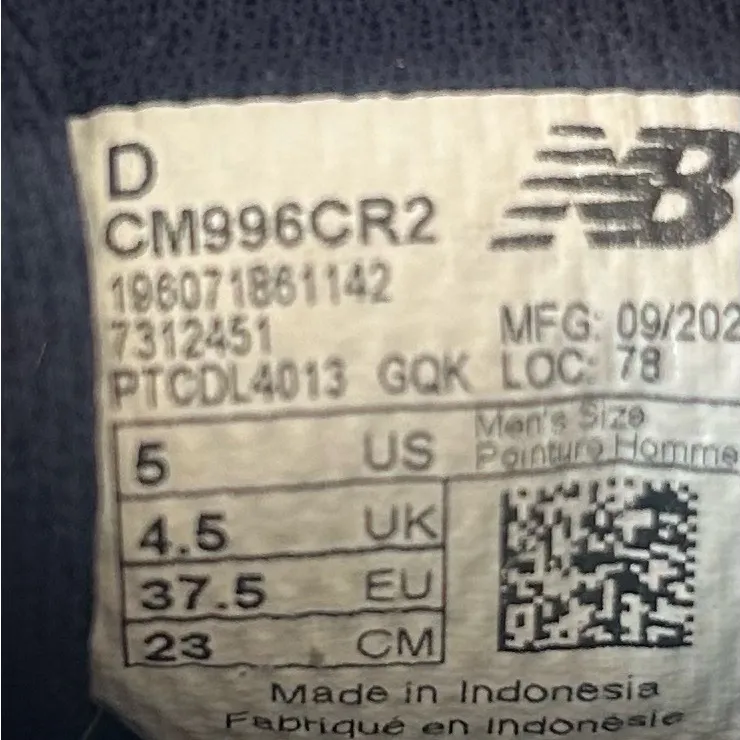 D
NB
CM996CR2
196071861142
7312451
MFG: 09/202
PTCDL4013 GQK LOC: 78
Men's Size
Pointure Homme
5 US
4.5 UK
37.5 EU
23 CM
Made in Indonesia
Fabriqué en Indonésie